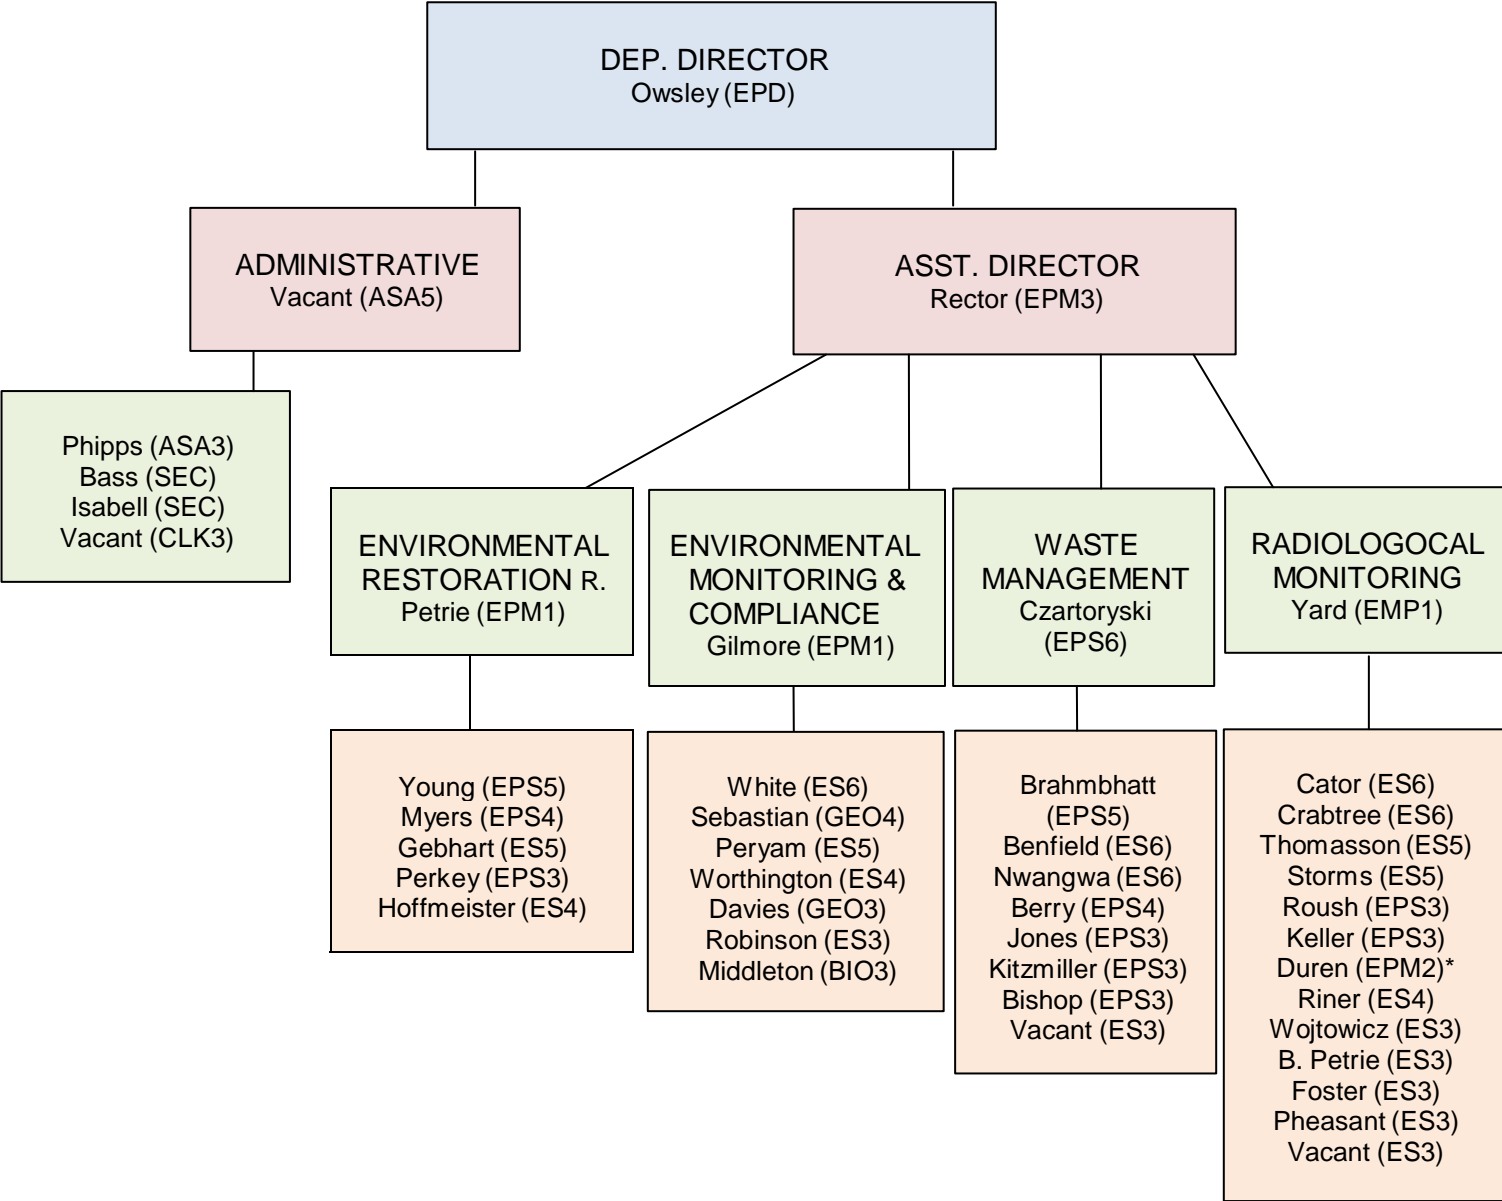 DEP. DIRECTOR
Owsley (EPD)
ADMINISTRATIVE
Vacant (ASA5)
ASST. DIRECTOR
Rector (EPM3)
Phipps (ASA3)
Bass (SEC)
Isabell (SEC)
Vacant (CLK3)
ENVIRONMENTAL
RESTORATION R.
Petrie (EPM1)
ENVIRONMENTAL
MONITORING &
COMPLIANCE
Gilmore (EPM1)
WASTE
MANAGEMENT
Czartoryski
(EPS6)
RADIOLOGOCAL
MONITORING
Yard (EMP1)
Young (EPS5)
Myers (EPS4)
Gebhart (ES5)
Perkey (EPS3)
Hoffmeister (ES4)
White (ES6)
Sebastian (GEO4)
Peryam (ES5)
Worthington (ES4)
Davies (GEO3)
Robinson (ES3)
Middleton (BIO3)
Brahmbhatt
(EPS5)
Benfield (ES6)
Nwangwa (ES6)
Berry (EPS4)
Jones (EPS3)
Kitzmiller (EPS3)
Bishop (EPS3)
Vacant (ES3)
Cator (ES6)
Crabtree (ES6)
Thomasson (ES5)
Storms (ES5)
Roush (EPS3)
Keller (EPS3)
Duren (EPM2)*
Riner (ES4)
Wojtowicz (ES3)
B. Petrie (ES3)
Foster (ES3)
Pheasant (ES3)
Vacant (ES3)